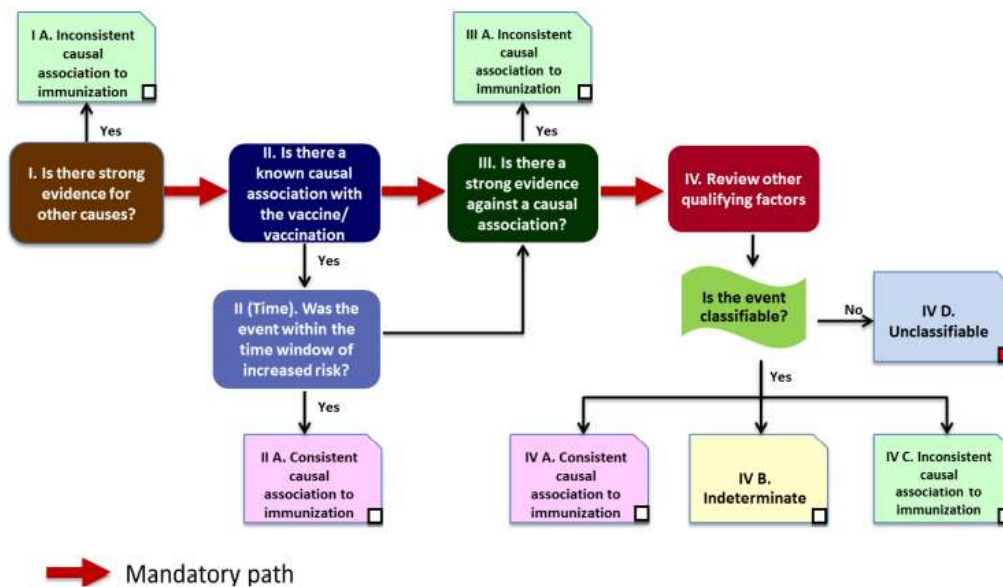 I A. Inconsistent
causal
association to
immunization
III A. Inconsistent
causal
association to
immunization
Yes
Yes
I. Is there strong
evidence for
other causes?
II. Is there a
known causal
association with
the vaccine/
vaccination
III. Is there a
strong evidence
against a causal
association?
IV. Review other
qualifying factors
Yes
II (Time). Was the
event within the
time window of
increased risk?
Is the event
classifiable?
No
IV D.
Unclassifiable
Yes
Yes
II A. Consistent
causal
association to
immunization
IV A. Consistent
causal
association to
immunization
IV B.
Indeterminate
IV C. Inconsistent
causal
association to
immunization
Mandatory path